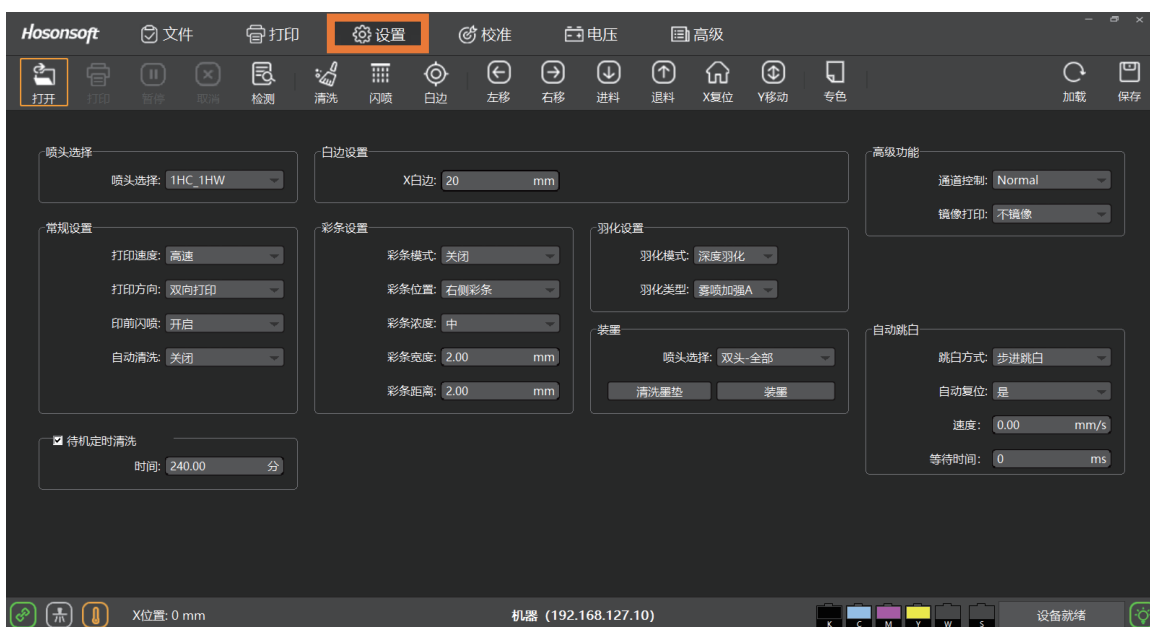 Hosonsoft 文件 打印 设置 校准 电压 高级
打开 打印 暂停 取消 检测 清洗 闪喷 白边 左移 右移 进料 退料 X复位 Y移动 专色 加载 保存
喷头选择
喷头选择: 1HC_1HW
白边设置
X白边: 20 mm
高级功能
通道控制: Normal
镜像打印: 不镜像
常规设置
打印速度: 高速
打印方向: 双向打印
印前闪喷: 开启
自动清洗: 关闭
彩条设置
彩条模式: 关闭
彩条位置: 右侧彩条
彩条浓度: 中
彩条宽度: 2.00 mm
彩条距离: 2.00 mm
羽化设置
羽化模式: 深度羽化
羽化类型: 雾喷加强A
装墨
喷头选择: 双头-全部
清洗墨垫 装墨
自动跳白
跳白方式: 步进跳白
自动复位: 是
速度: 0.00 mm/s
等待时间: 0 ms
待机定时清洗
时间: 240.00 分
X位置: 0 mm 机器 (192.168.127.10) K C M Y W S 设备就绪